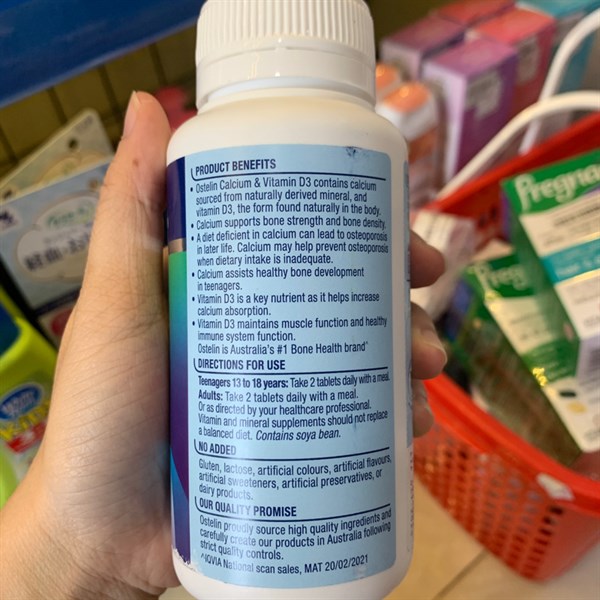 PRODUCT BENEFITS
• Ostelin Calcium & Vitamin D3 contains calcium
sourced from naturally derived mineral, and
vitamin D3, the form found naturally in the body.
• Calcium supports bone strength and bone density.
• A diet deficient in calcium can lead to osteoporosis
in later life. Calcium may help prevent osteoporosis
when dietary intake is inadequate.
• Calcium assists healthy bone development
in teenagers.
• Vitamin D3 is a key nutrient as it helps increase
calcium absorption.
• Vitamin D3 maintains muscle function and healthy
immune system function.
Ostelin is Australia's #1 Bone Health brand^
DIRECTIONS FOR USE
Teenagers 13 to 18 years: Take 2 tablets daily with a meal.
Adults: Take 2 tablets daily with a meal.
Or as directed by your healthcare professional.
Vitamin and mineral supplements should not replace
a balanced diet. Contains soya bean.
NO ADDED
Gluten, lactose, artificial colours, artificial flavours,
artificial sweeteners, artificial preservatives, or
dairy products.
OUR QUALITY PROMISE
Ostelin proudly source high quality ingredients and
carefully create our products in Australia following
strict quality controls.
^IQVIA National scan sales, MAT 20/02/2021
Pregna
Pregna